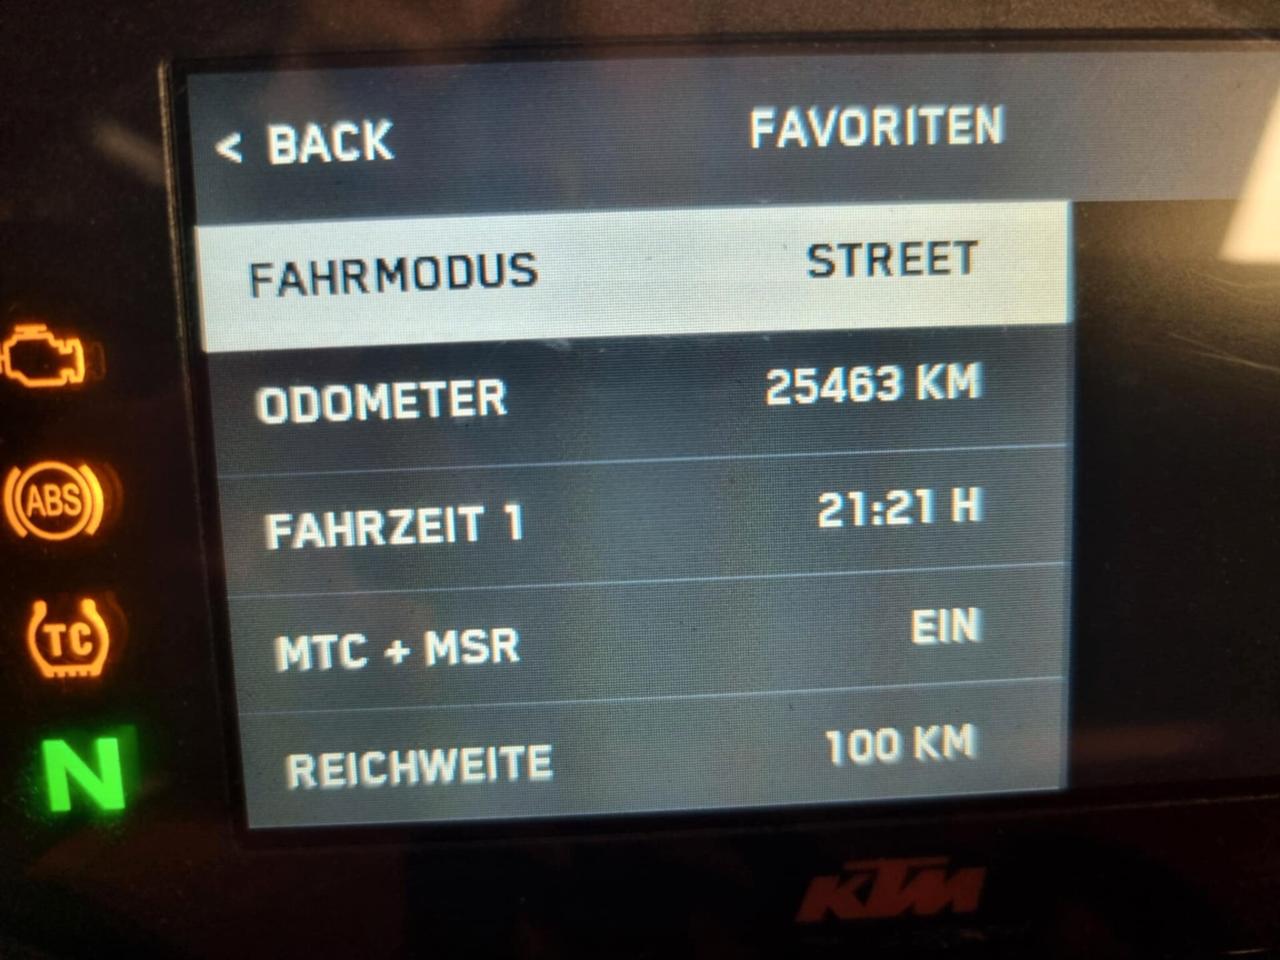 < BACK FAVORITEN
FAHRMODUS STREET
ODOMETER 25463 KM
ABS
FAHRZEIT 1 21:21 H
TC
MTC + MSR EIN
N
REICHWEITE 100 KM
KTM